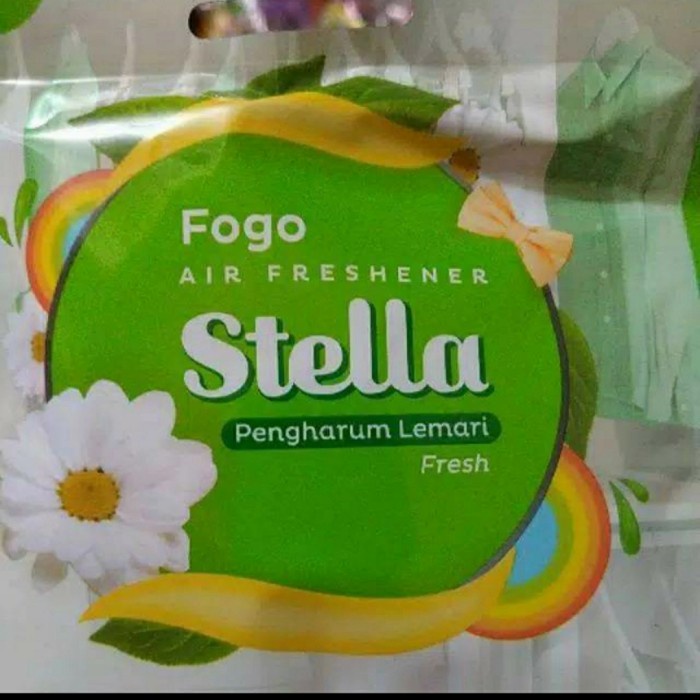 Fogo
AIR FRESHENER
Stella
Pengharum Lemari
Fresh